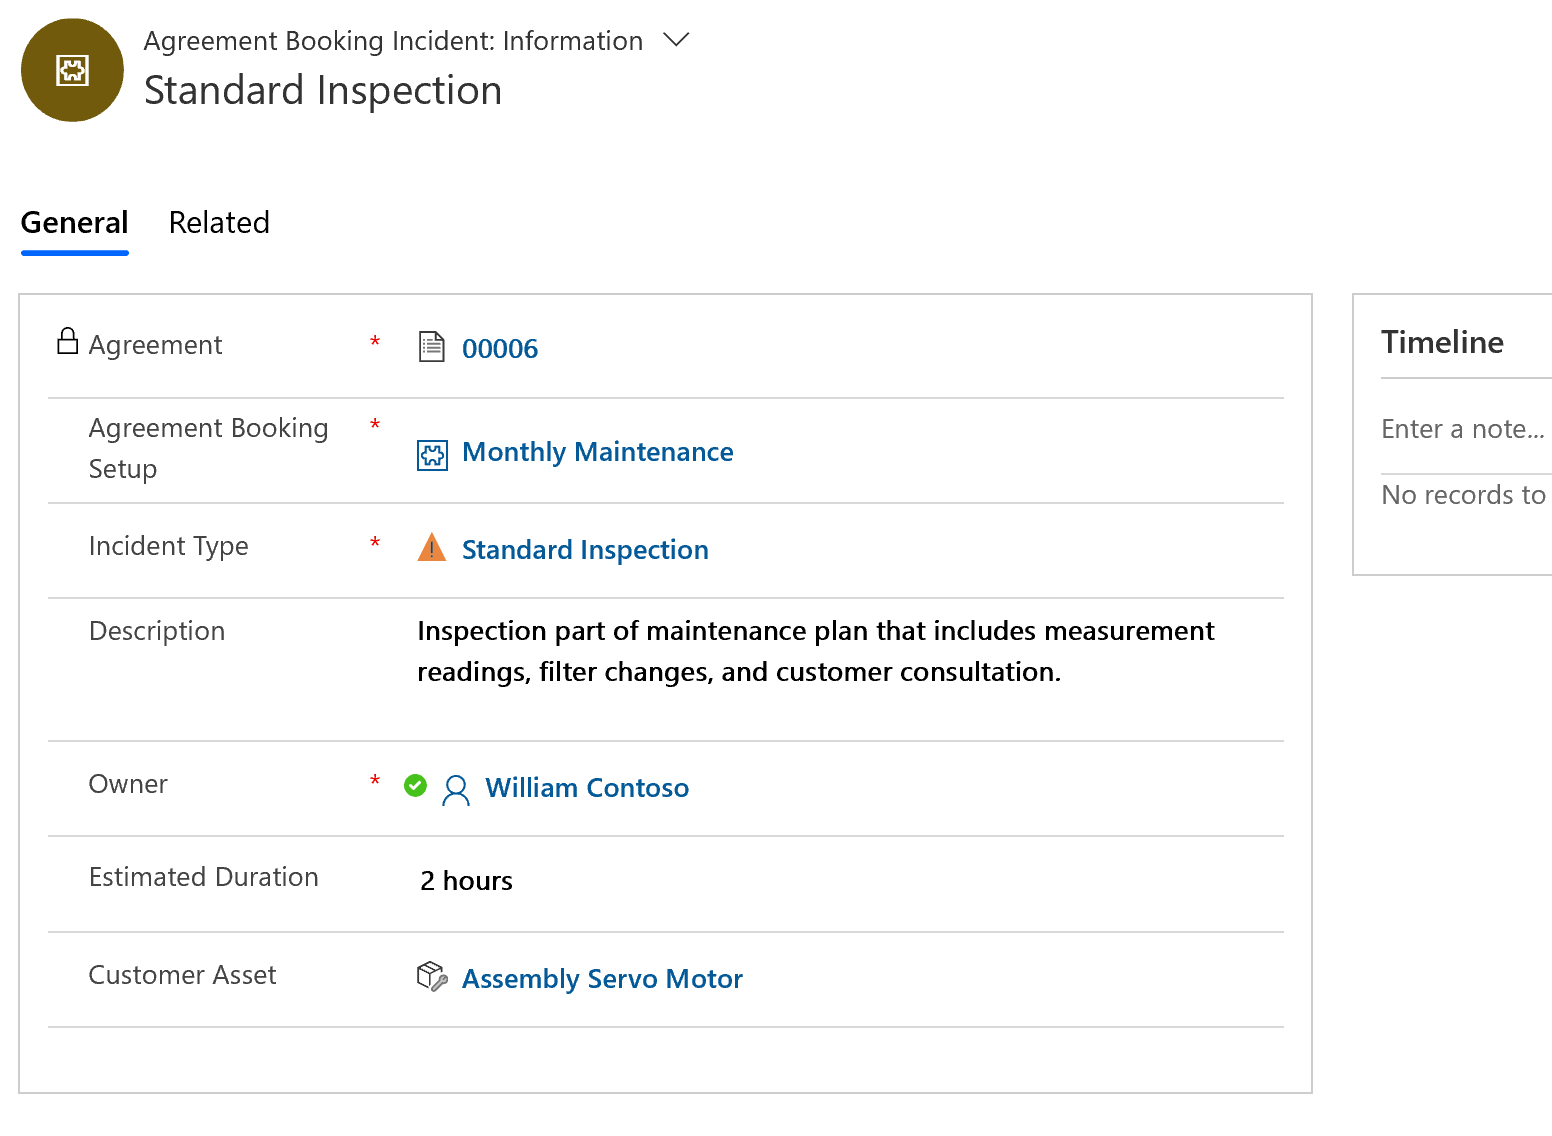 Agreement Booking Incident: Information
Standard Inspection
General Related
Agreement * 00006
Agreement Booking Setup * Monthly Maintenance
Incident Type * Standard Inspection
Description Inspection part of maintenance plan that includes measurement
readings, filter changes, and customer consultation.
Owner * William Contoso
Estimated Duration 2 hours
Customer Asset Assembly Servo Motor
Timeline
Enter a note...
No records to